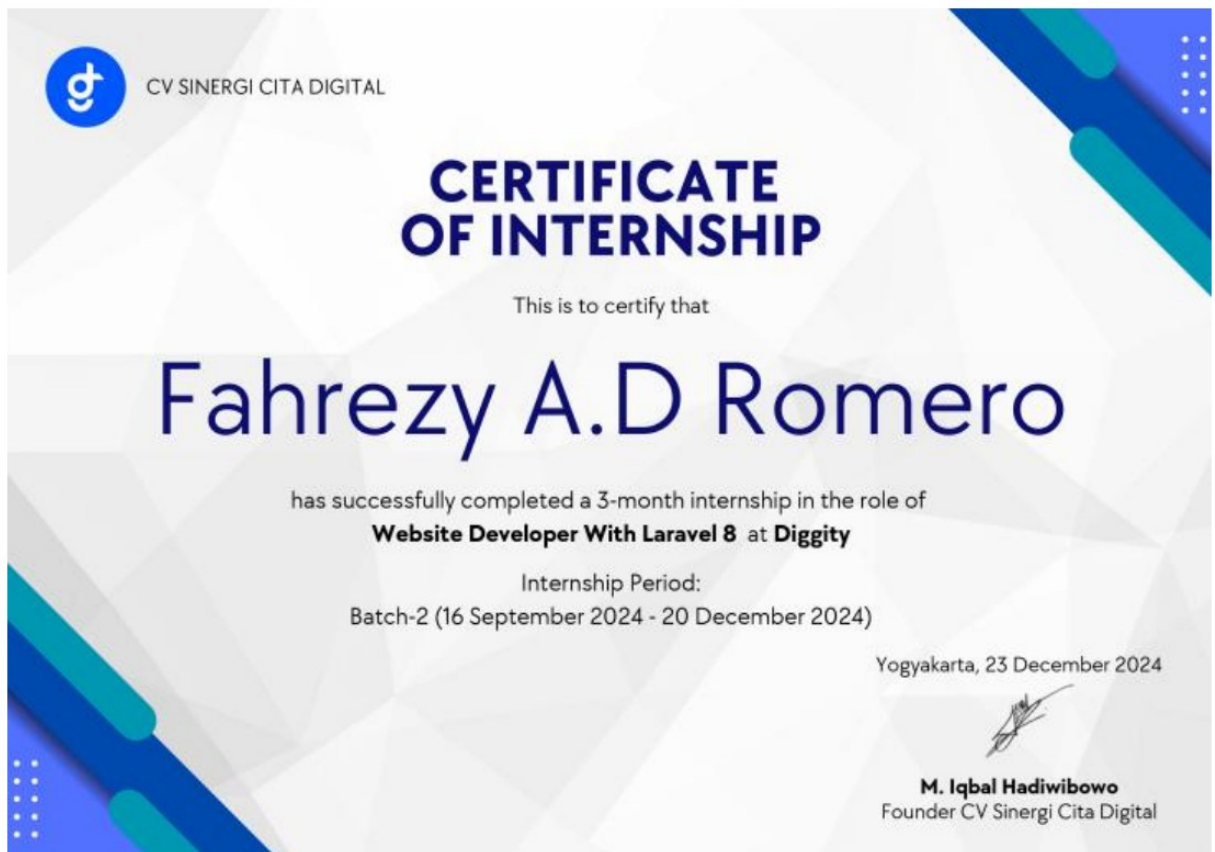 CV SINERGI CITA DIGITAL
CERTIFICATE
OF INTERNSHIP
This is to certify that
Fahrezy A.D Romero
has successfully completed a 3-month internship in the role of
Website Developer With Laravel 8 at Diggity
Internship Period:
Batch-2 (16 September 2024 - 20 December 2024)
Yogyakarta, 23 December 2024
M. Iqbal Hadiwibowo
Founder CV Sinergi Cita Digital